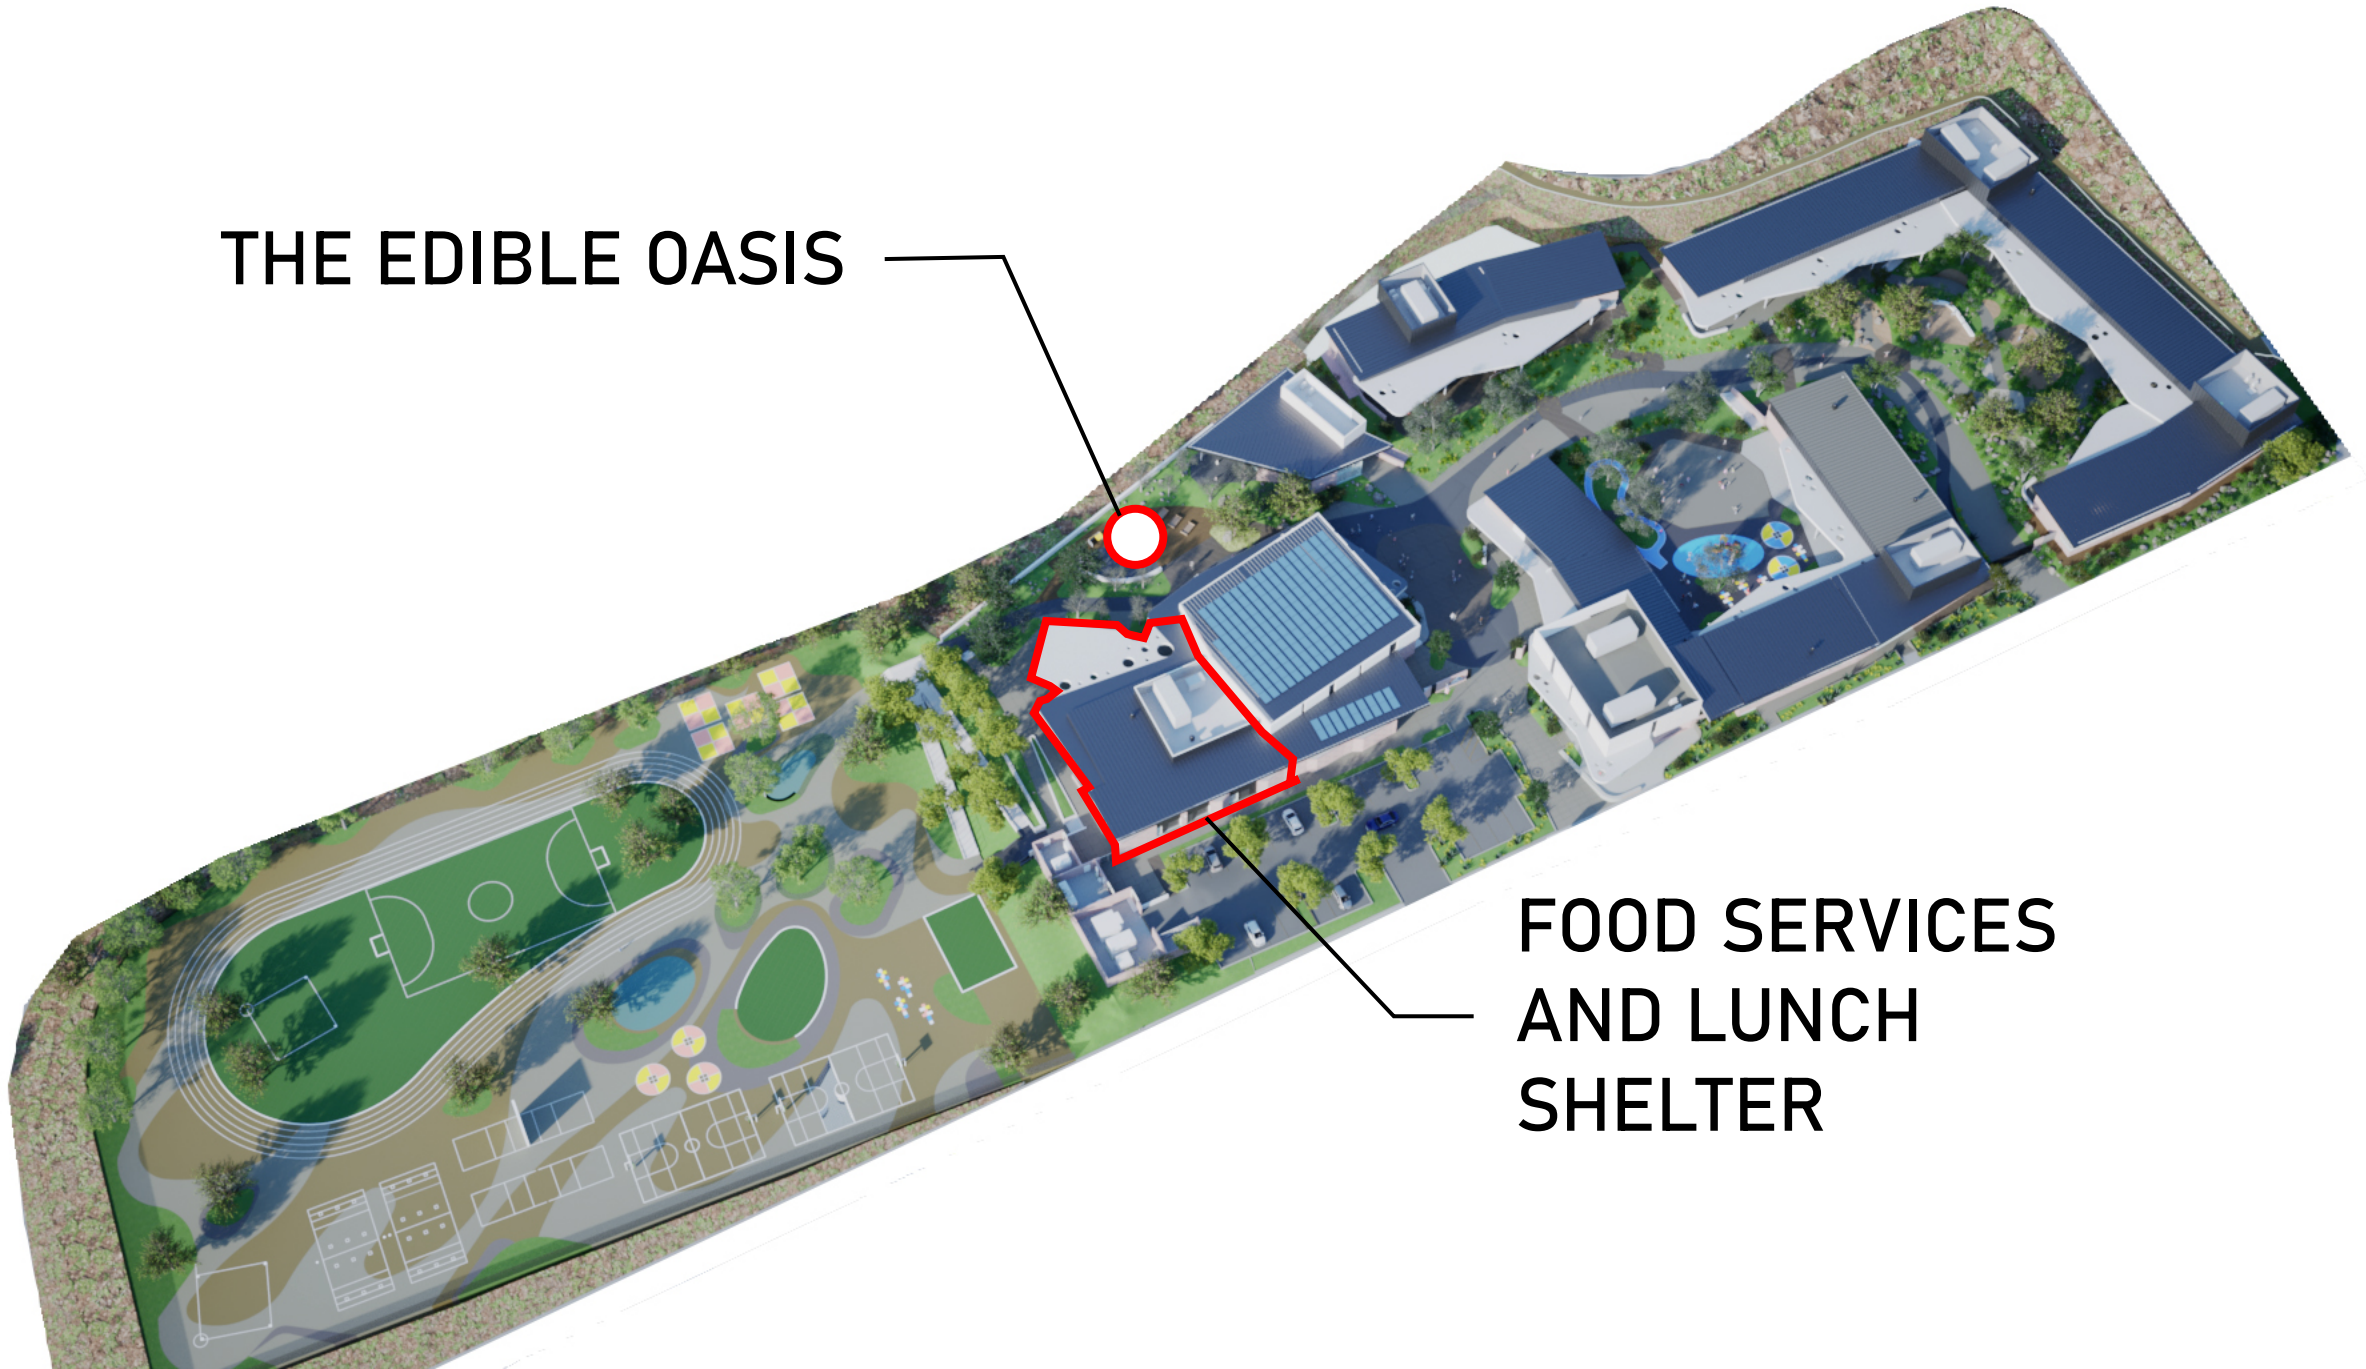 THE EDIBLE OASIS
FOOD SERVICES
AND LUNCH
SHELTER